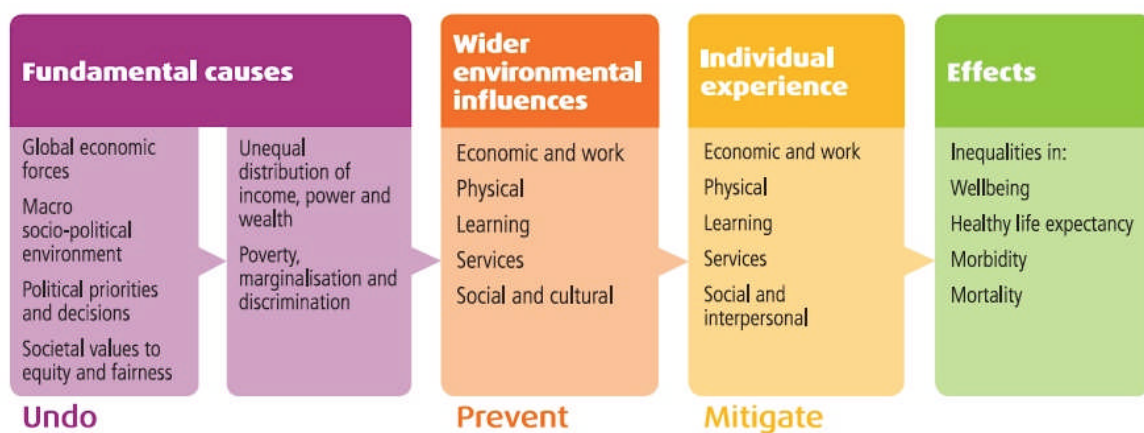 Fundamental causes
Global economic
forces
Macro
socio-political
environment
Political priorities
and decisions
Societal values to
equity and fairness
Unequal
distribution of
income, power and
wealth
Poverty,
marginalisation and
discrimination
Undo
Wider
environmental
influences
Economic and work
Physical
Learning
Services
Social and cultural
Prevent
Individual
experience
Economic and work
Physical
Learning
Services
Social and
interpersonal
Mitigate
Effects
Inequalities in:
Wellbeing
Healthy life expectancy
Morbidity
Mortality